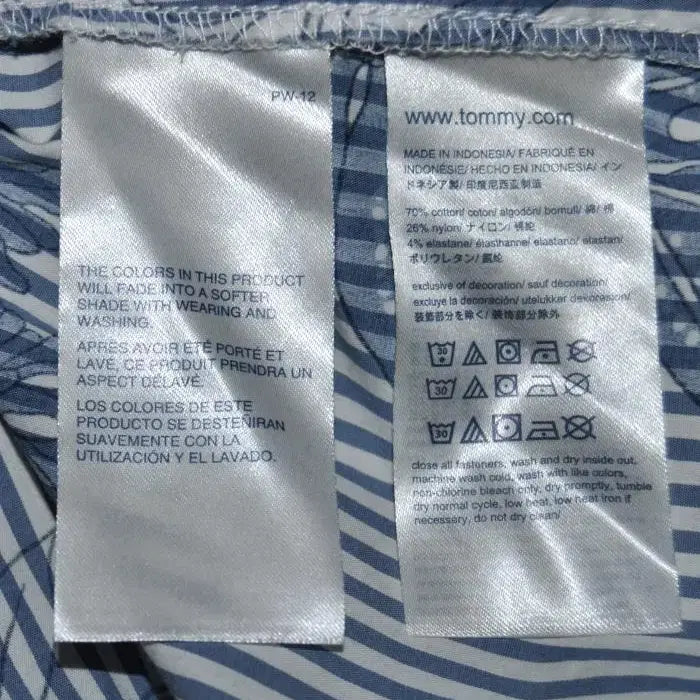 PW-12
THE COLORS IN THIS PRODUCT
WILL FADE INTO A SOFTER
SHADE WITH WEARING AND
WASHING.
APRÈS AVOIR ÉTÉ PORTÉ ET
LAVÉ, CE PRODUIT PRENDRA UN
ASPECT DÉLAVÉ.
LOS COLORES DE ESTE
PRODUCTO SE DESTEÑIRAN
SUAVEMENTE CON LA
UTILIZACIÓN Y EL LAVADO.
www.tommy.com
MADE IN INDONESIA/ FABRIQUÉ EN
INDONÉSIE/ HECHO EN INDONESIA/ イン
ドネシア製/ 印度尼西亚制造
70% cotton/ coton/ algodón/ bomull/ 綿/ 棉
26% nylon/ ナイロン/ 锦纶
4% elastane/ élasthanne/ elastano/ elastan/
ポリウレタン/ 氨纶
exclusive of decoration/ sauf décoration/
excluye la decoración/ utelukker dekorasjon/
装飾部分を除く/ 装饰部分除外
30
30
30
close all fasteners, wash and dry inside out,
machine wash cold, wash with like colors,
non-chlorine bleach only, dry promptly, tumble
dry normal cycle, low heat, low heat iron if
necessary, do not dry clean/